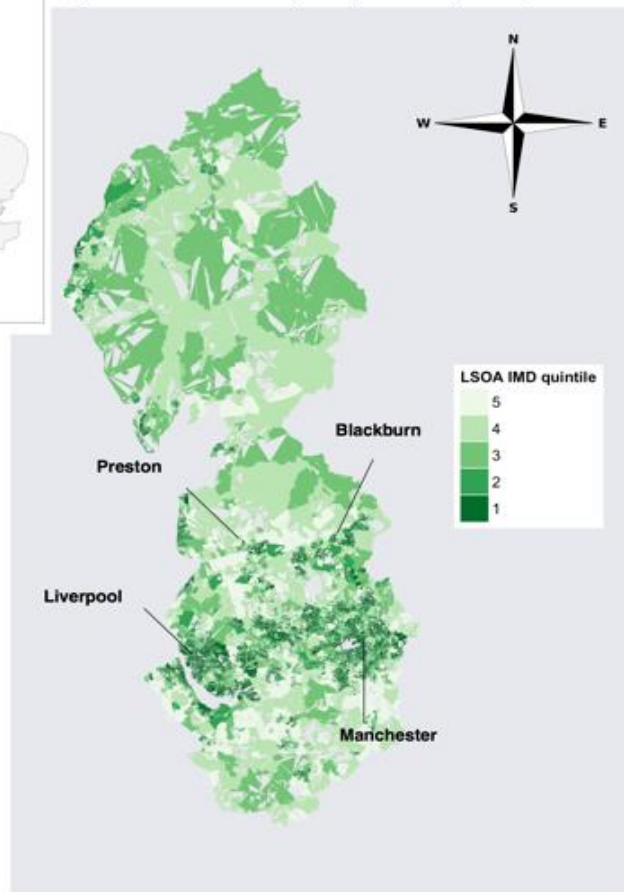 N
W E
S
LSOA IMD quintile
5
4
3
2
1
Blackburn
Preston
Liverpool
Manchester